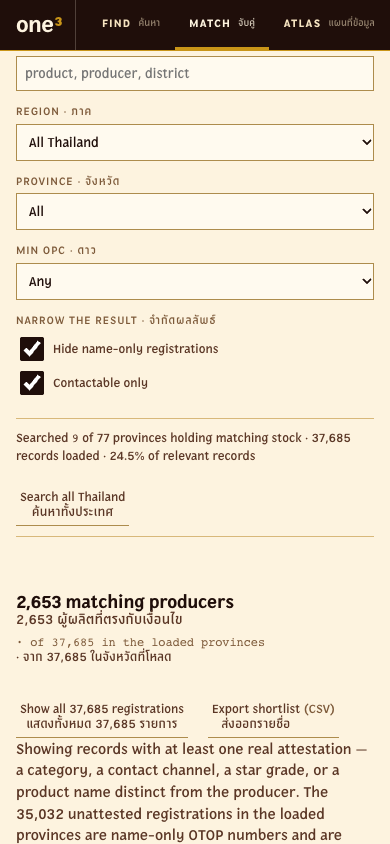 one³
FIND ค้นหา
MATCH จับคู่
ATLAS แผนที่ข้อมูล
product, producer, district
REGION · ภาค
All Thailand
PROVINCE · จังหวัด
All
MIN OPC · ดาว
Any
NARROW THE RESULT · จำกัดผลลัพธ์
Hide name-only registrations
Contactable only
Searched 9 of 77 provinces holding matching stock · 37,685
records loaded · 24.5% of relevant records
Search all Thailand
ค้นหาทั้งประเทศ
2,653 matching producers
2,653 ผู้ผลิตที่ตรงกับเงื่อนไข
· of 37,685 in the loaded provinces
· จาก 37,685 ในจังหวัดที่โหลด
Show all 37,685 registrations
แสดงทั้งหมด 37,685 รายการ
Export shortlist (CSV)
ส่งออกรายชื่อ
Showing records with at least one real attestation —
a category, a contact channel, a star grade, or a
product name distinct from the producer. The
35,032 unattested registrations in the loaded
provinces are name-only OTOP numbers and are